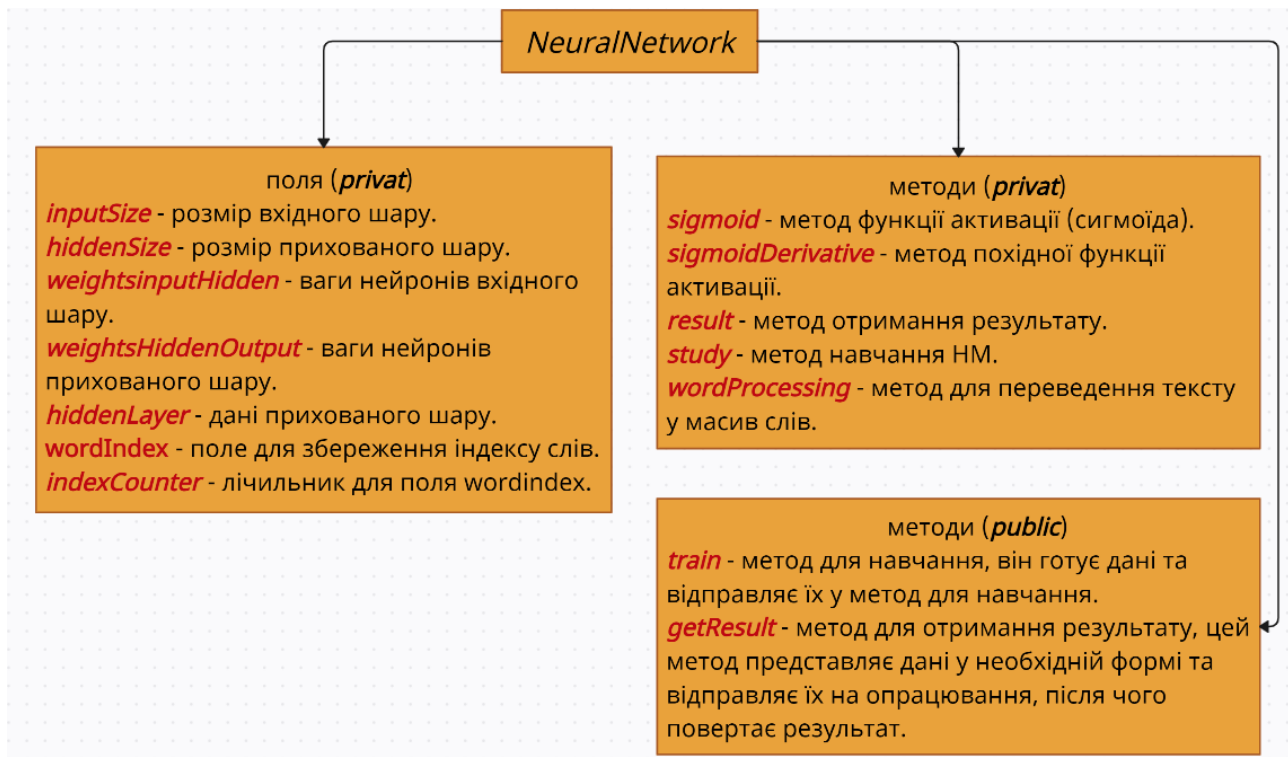 NeuralNetwork
поля (privat)
inputSize - розмір вхідного шару.
hiddenSize - розмір прихованого шару.
weightsinputHidden - ваги нейронів вхідного
шару.
weightsHiddenOutput - ваги нейронів
прихованого шару.
hiddenLayer - дані прихованого шару.
wordIndex - поле для збереження індексу слів.
indexCounter - лічильник для поля wordindex.
методи (privat)
sigmoid - метод функції активації (сигмоїда).
sigmoidDerivative - метод похідної функції
активації.
result - метод отримання результату.
study - метод навчання НМ.
wordProcessing - метод для переведення тексту
у масив слів.
методи (public)
train - метод для навчання, він готує дані та
відправляє їх у метод для навчання.
getResult - метод для отримання результату, цей
метод представляє дані у необхідній формі та
відправляє їх на опрацювання, після чого
повертає результат.